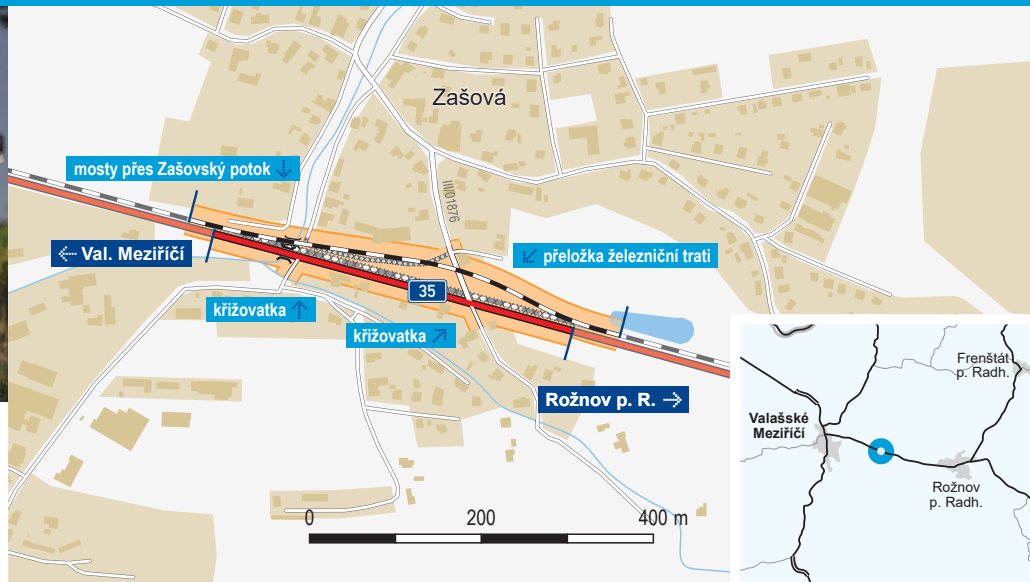 Zašová
mosty přes Zašovský potok
III/01876
Val. Meziříčí
přeložka železniční trati
35
křižovatka
křižovatka
Rožnov p. R.
0 200 400 m
Frenštát
p. Radh.
Valašské
Meziříčí
Rožnov
p. Radh.